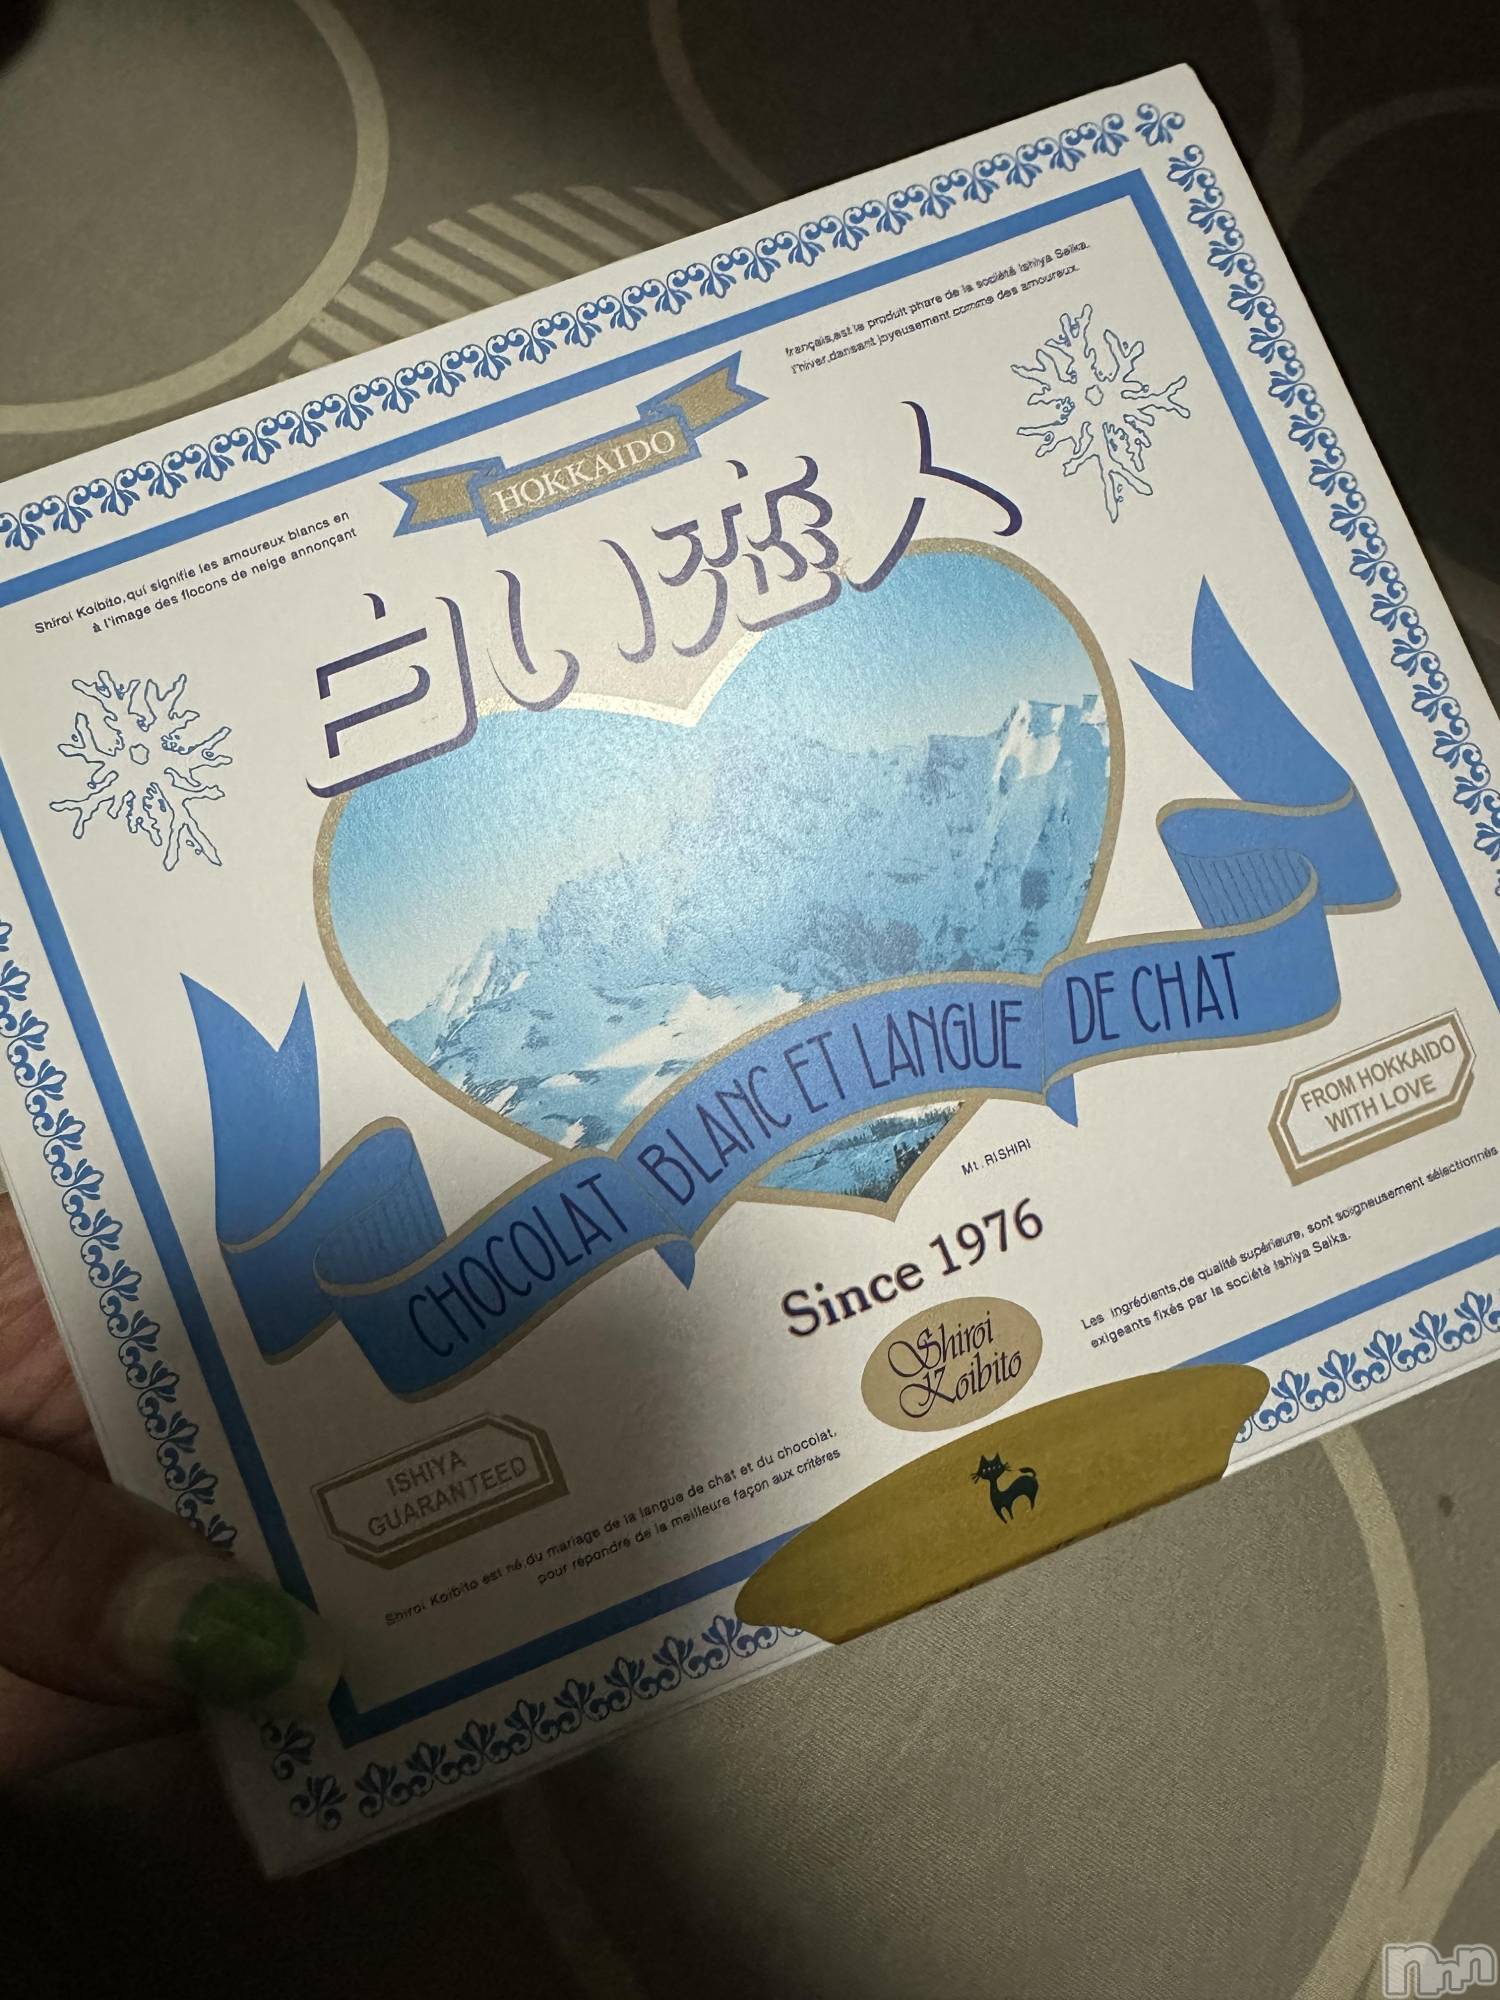 HOKKAIDO
Shiroi Koibito,qui signifie les amoureux blancs en
à l'image des flocons de neige annonçant
français,est le produit phare de la société Ishiya Seika.
l'hiver,dansant joyeusement comme des amoureux.
白い恋人
CHOCOLAT BLANC ET LANGUE DE CHAT
Mt. RISHIRI
FROM HOKKAIDO
WITH LOVE
Since 1976
Shiroi
Koibito
ISHIYA
GUARANTEED
Shiroi Koibito est né,du mariage de la langue de chat et du chocolat.
pour répondre de la meilleure façon aux critères
Les ingrédients,de qualité supérieure, sont soigneusement sélectionnés
exigeants fixés par la société Ishiya Seika.
nnn